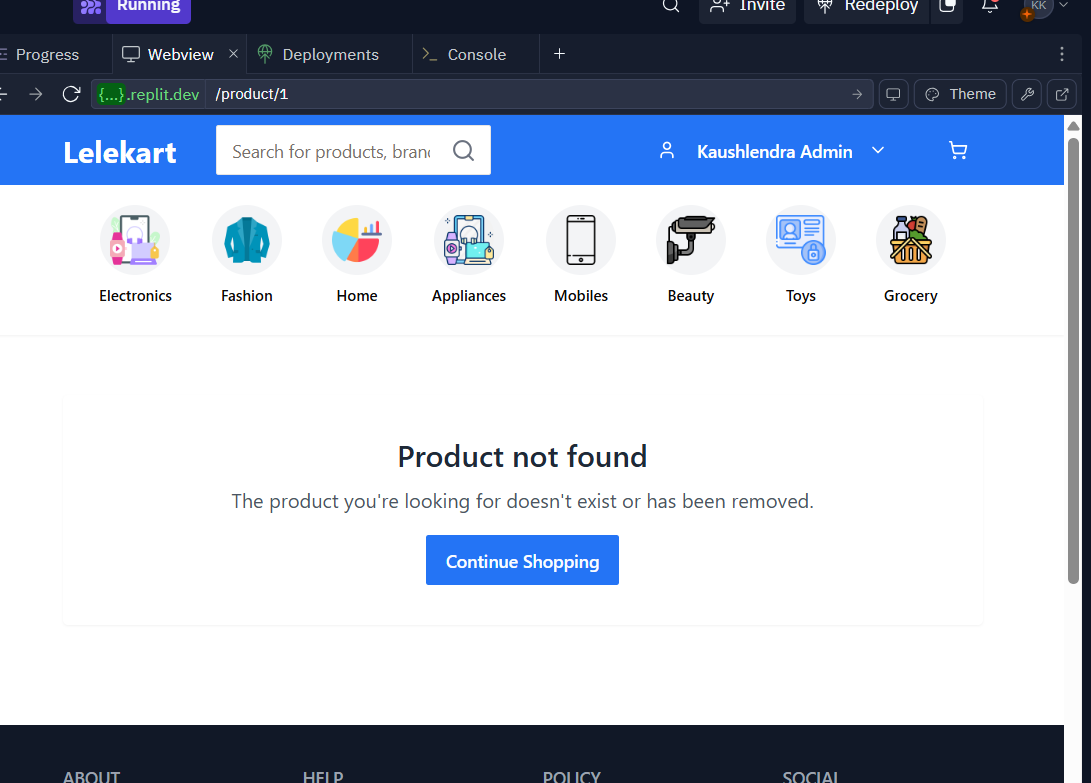 Running
Invite
Redeploy
KK
Progress
Webview
Deployments
Console
{...}.replit.dev
/product/1
Theme
Lelekart
Search for products, bran
Kaushlendra Admin
Electronics
Fashion
Home
Appliances
Mobiles
Beauty
Toys
Grocery
Product not found
The product you're looking for doesn't exist or has been removed.
Continue Shopping
ABOUT
HELP
POLICY
SOCIAL